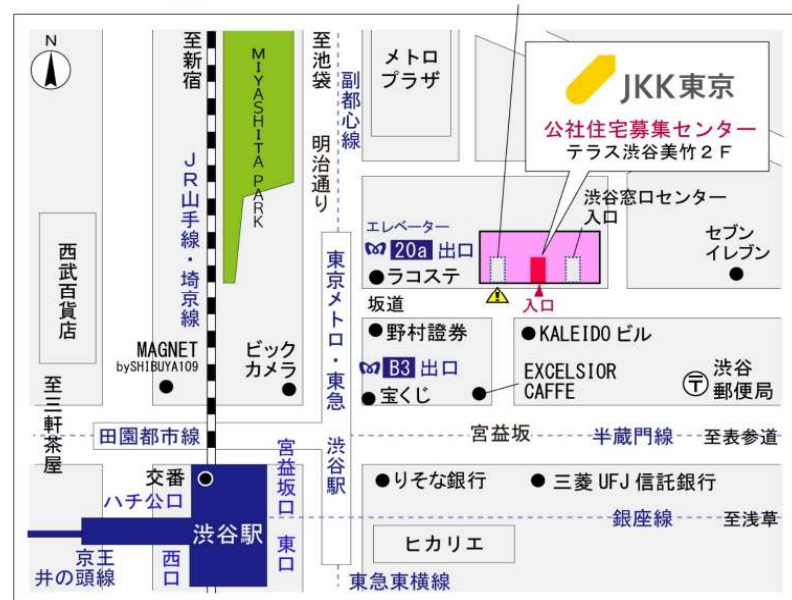 N
至新宿
MIYASHITA PARK
至池袋
副都心線
明治通り
メトロ
プラザ
JKK東京
公社住宅募集センター
テラス渋谷美竹2F
JR山手線・埼京線
エレベーター
20a 出口
ラコステ
渋谷窓口センター
入口
セブン
イレブン
入口
坂道
西武百貨店
MAGNET
bySHIBUYA109
ビック
カメラ
東京メトロ・東急 渋谷駅
野村證券
B3 出口
宝くじ
KALEIDOビル
EXCELSIOR
CAFFE
〒
渋谷
郵便局
至三軒茶屋
田園都市線
宮益坂
半蔵門線
至表参道
交番
ハチ公口
宮益坂口
渋谷駅
りそな銀行
三菱UFJ信託銀行
銀座線
至浅草
京王
井の頭線
西口
東口
ヒカリエ
東急東横線